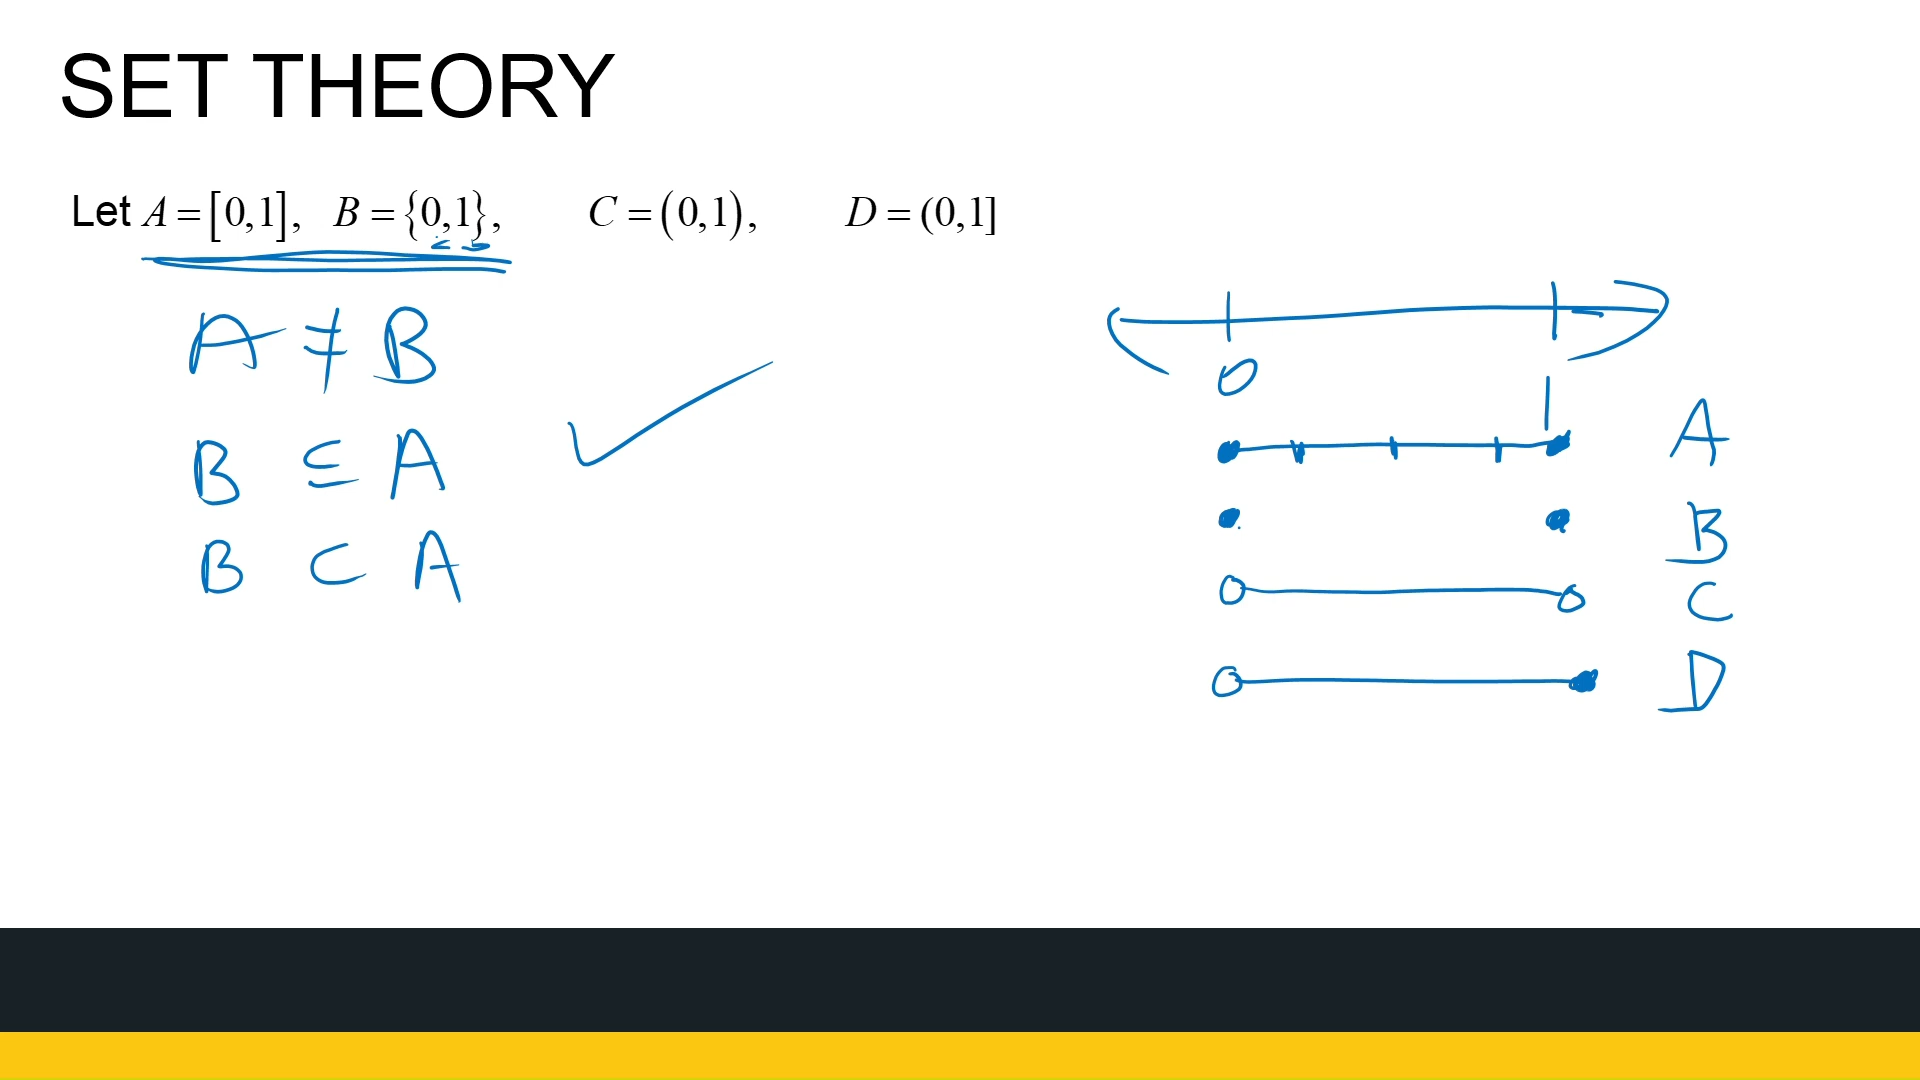 SET THEORY
Let A = [0,1], B = {0,1}, C = (0,1), D = (0,1]
A ≠ B
B ⊆ A
B ⊂ A
0 1
A
B
C
D